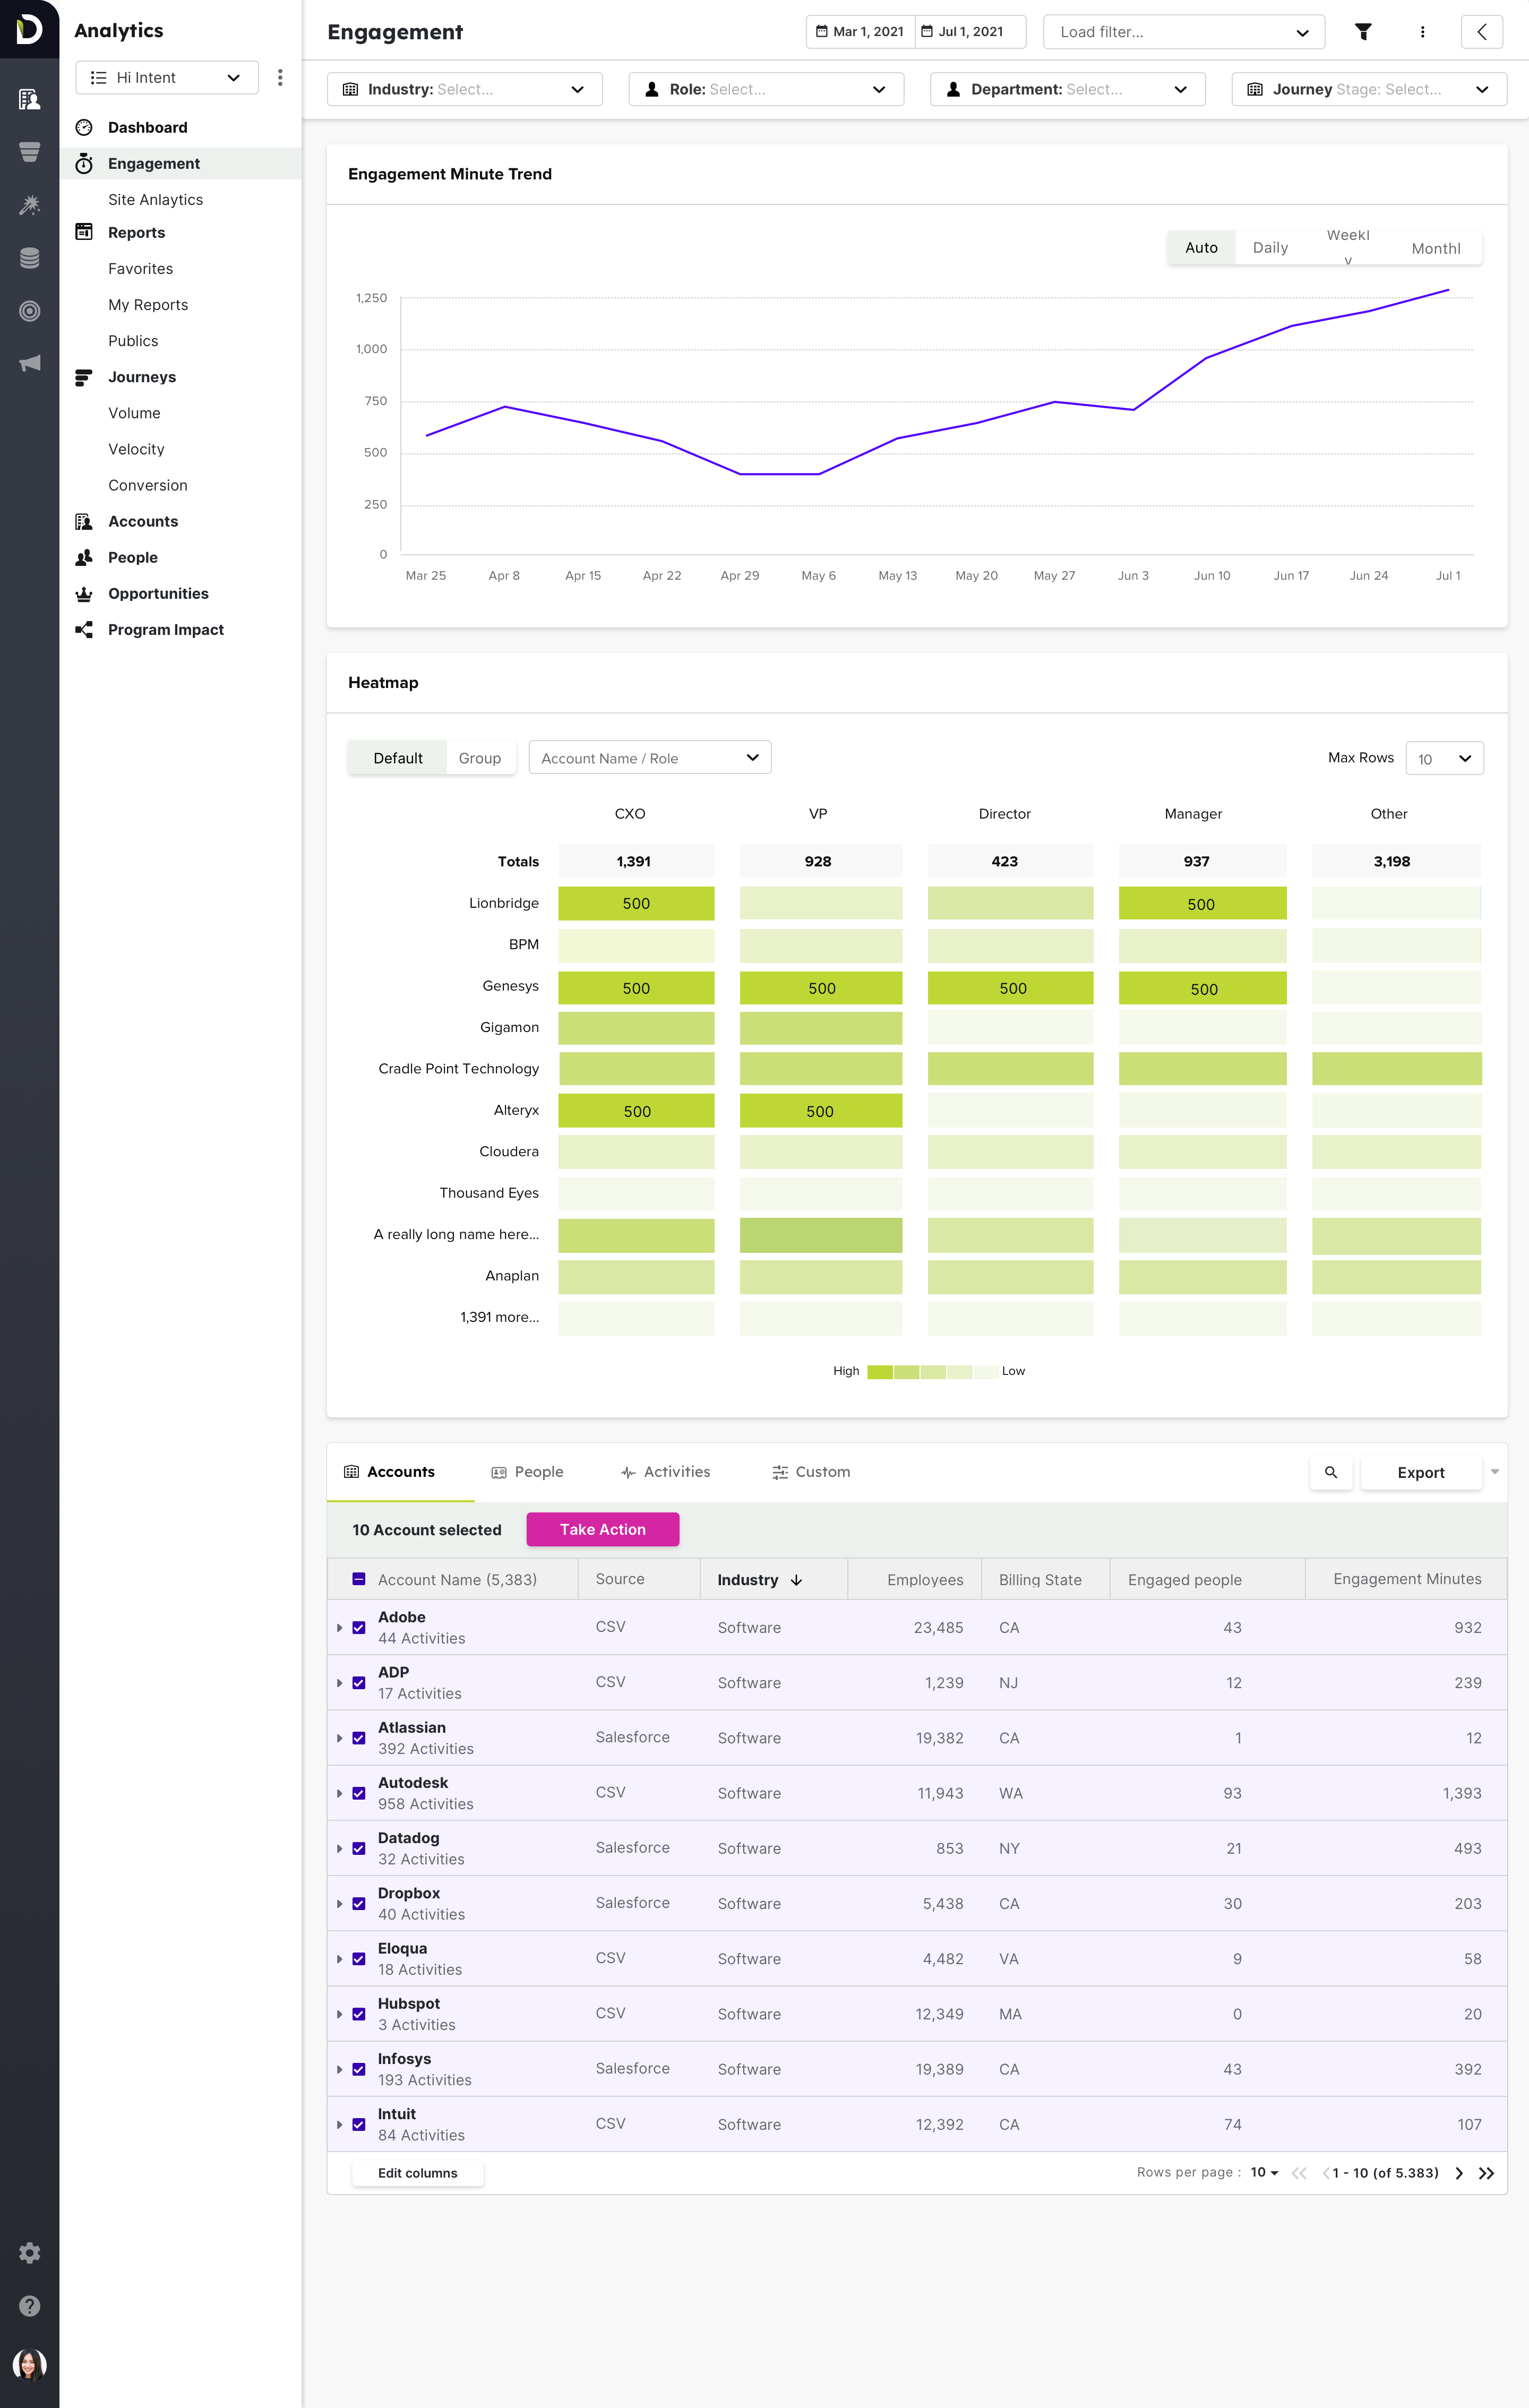 Analytics
Hi Intent
Dashboard
Engagement
Site Anlaytics
Reports
Favorites
My Reports
Publics
Journeys
Volume
Velocity
Conversion
Accounts
People
Opportunities
Program Impact
Engagement
Mar 1, 2021
Jul 1, 2021
Load filter...
Industry: Select...
Role: Select...
Department: Select...
Journey Stage: Select...
Engagement Minute Trend
Auto
Daily
Weekl
y
Monthl
1,250
1,000
750
500
250
0
Mar 25
Apr 8
Apr 15
Apr 22
Apr 29
May 6
May 13
May 20
May 27
Jun 3
Jun 10
Jun 17
Jun 24
Jul 1
Heatmap
Default
Group
Account Name / Role
Max Rows
10
CXO VP Director Manager Other
Totals 1,391 928 423 937 3,198
Lionbridge 500 500
BPM
Genesys 500 500 500 500
Gigamon
Cradle Point Technology
Alteryx 500 500
Cloudera
Thousand Eyes
A really long name here...
Anaplan
1,391 more...
High
Low
Accounts
People
Activities
Custom
Export
10 Account selected
Take Action
Account Name (5,383) Source Industry Employees Billing State Engaged people Engagement Minutes
Adobe
44 Activities
CSV Software 23,485 CA 43 932
ADP
17 Activities
CSV Software 1,239 NJ 12 239
Atlassian
392 Activities
Salesforce Software 19,382 CA 1 12
Autodesk
958 Activities
CSV Software 11,943 WA 93 1,393
Datadog
32 Activities
Salesforce Software 853 NY 21 493
Dropbox
40 Activities
Salesforce Software 5,438 CA 30 203
Eloqua
18 Activities
CSV Software 4,482 VA 9 58
Hubspot
3 Activities
CSV Software 12,349 MA 0 20
Infosys
193 Activities
Salesforce Software 19,389 CA 43 392
Intuit
84 Activities
CSV Software 12,392 CA 74 107
Edit columns
Rows per page : 10
1 - 10 (of 5.383)